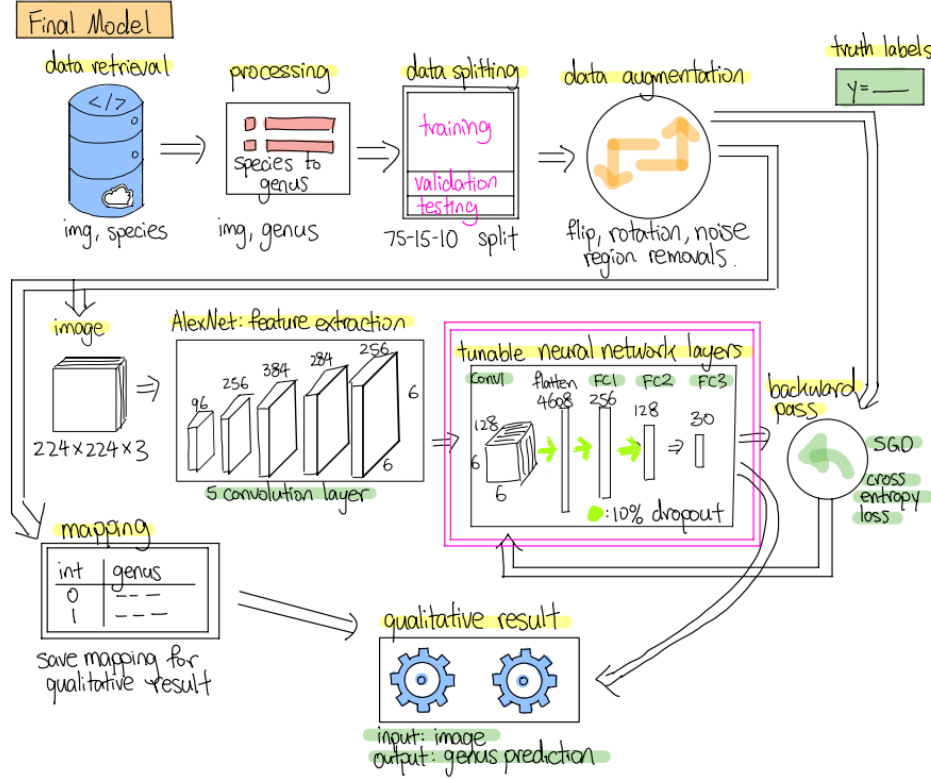 Final Model
data retrieval
</>
img, species
processing
species to
genus
img, genus
data splitting
training
validation
testing
75-15-10 split
data augmentation
flip, rotation, noise
region removals.
truth labels
y=
image
224×224×3
AlexNet: feature extraction
96
256
384
284
256
6
6
5 convolution layer
tunable neural network layers
Conv1
flatten
FC1
FC2
FC3
128
4608
256
128
30
6
6
:10% dropout
backward
pass
SGD
cross
entropy
loss
mapping
int
genus
0
1
save mapping for
qualitative result
qualitative result
input: image
output: genus prediction